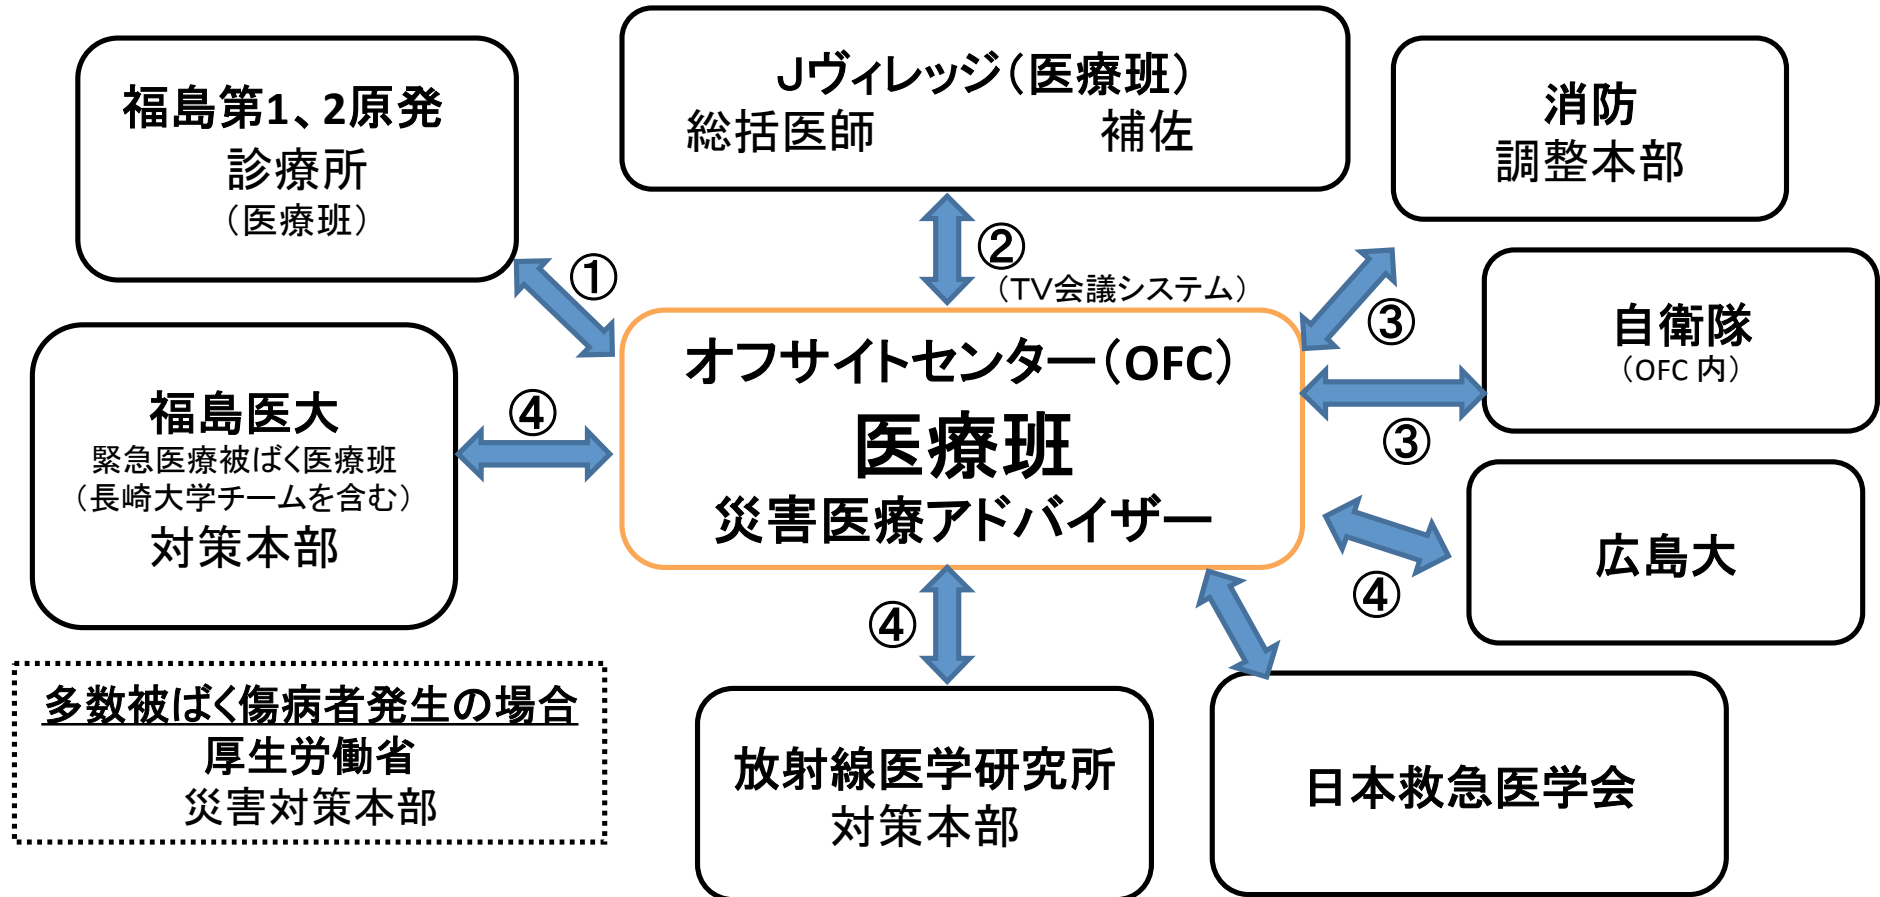 福島第1、2原発
診療所
（医療班）
Jヴィレッジ（医療班）
総括医師 補佐
消防
調整本部
①
②
（TV会議システム）
③
自衛隊
（OFC 内）
③
福島医大
緊急医療被ばく医療班
（長崎大学チームを含む）
対策本部
④
オフサイトセンター（OFC）
医療班
災害医療アドバイザー
広島大
④
④
多数被ばく傷病者発生の場合
厚生労働省
災害対策本部
放射線医学研究所
対策本部
日本救急医学会